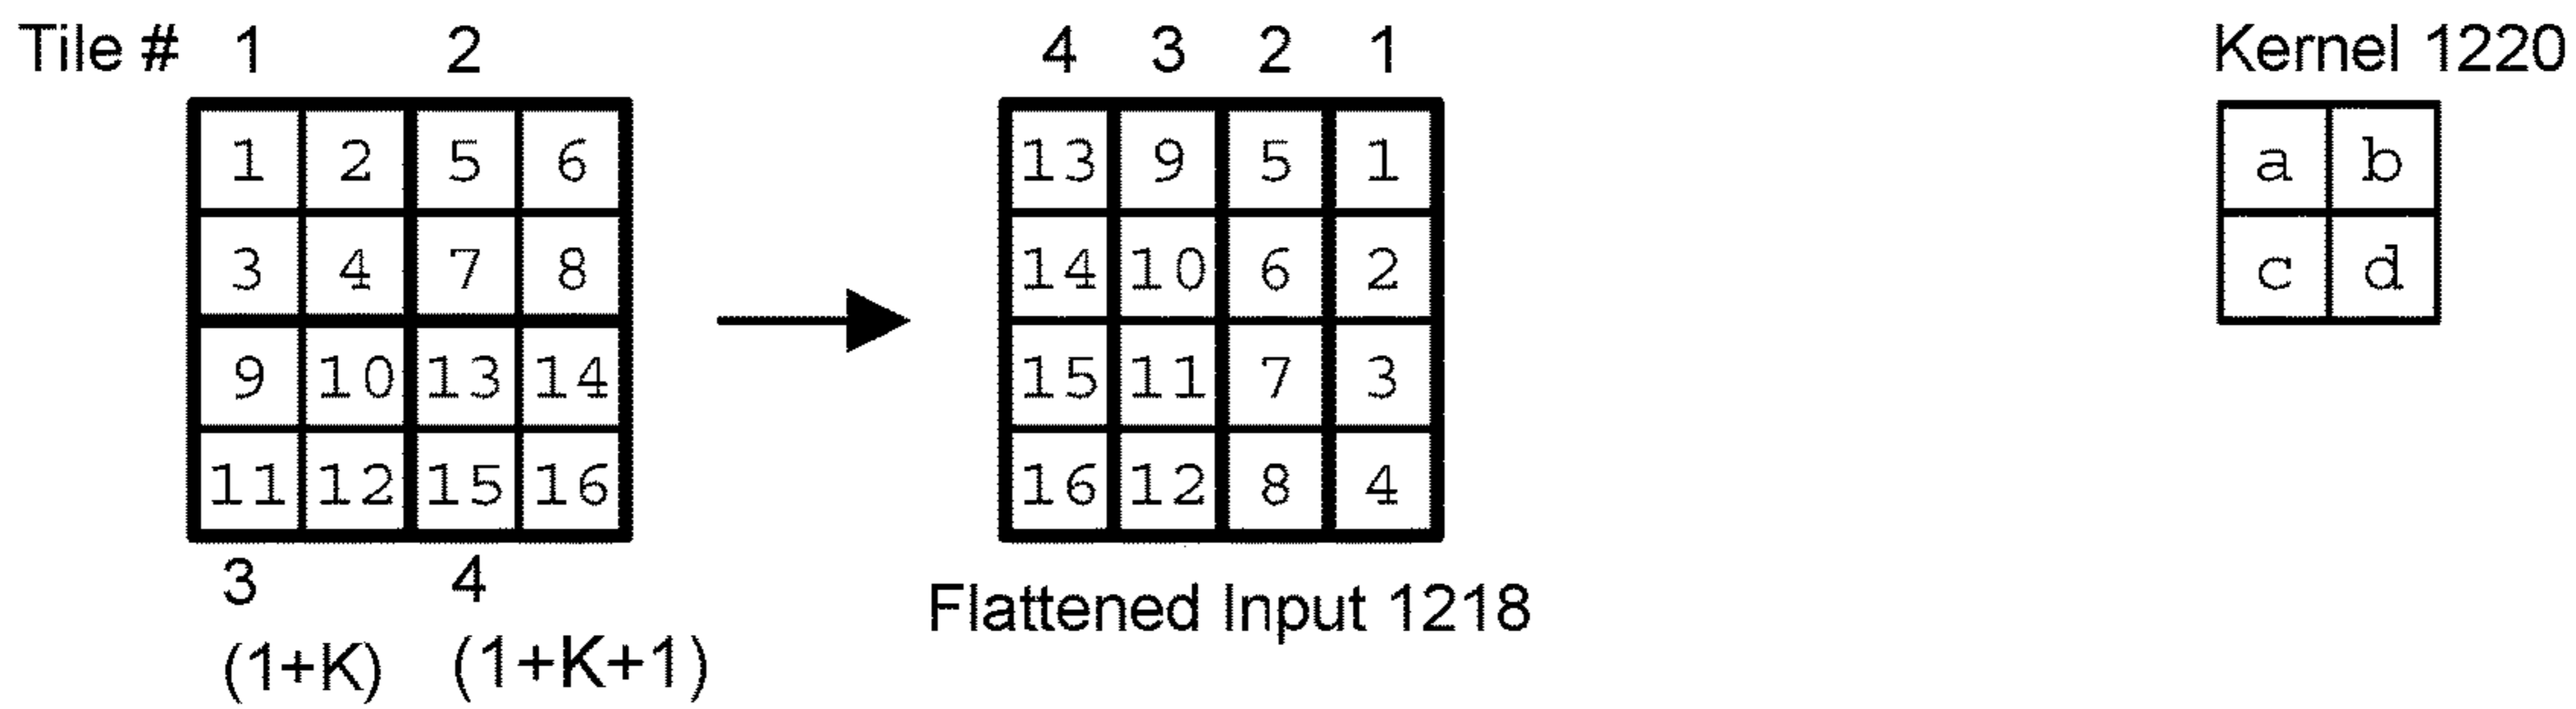 Tile # 1 2 4 3 2 1 Kernel 1220
1 2 5 6 13 9 5 1 a b
3 4 7 8 14 10 6 2 c d
9 10 13 14 15 11 7 3
11 12 15 16 16 12 8 4
3 4 Flattened Input 1218
(1+K) (1+K+1)